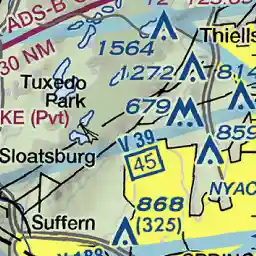 ADS-B
30 NM
1564
Thiells
Tuxedo
Park
1272
814
KE (Pvt)
679
V 39
45
859
Sloatsburg
NYAC
868
(325)
Suffern